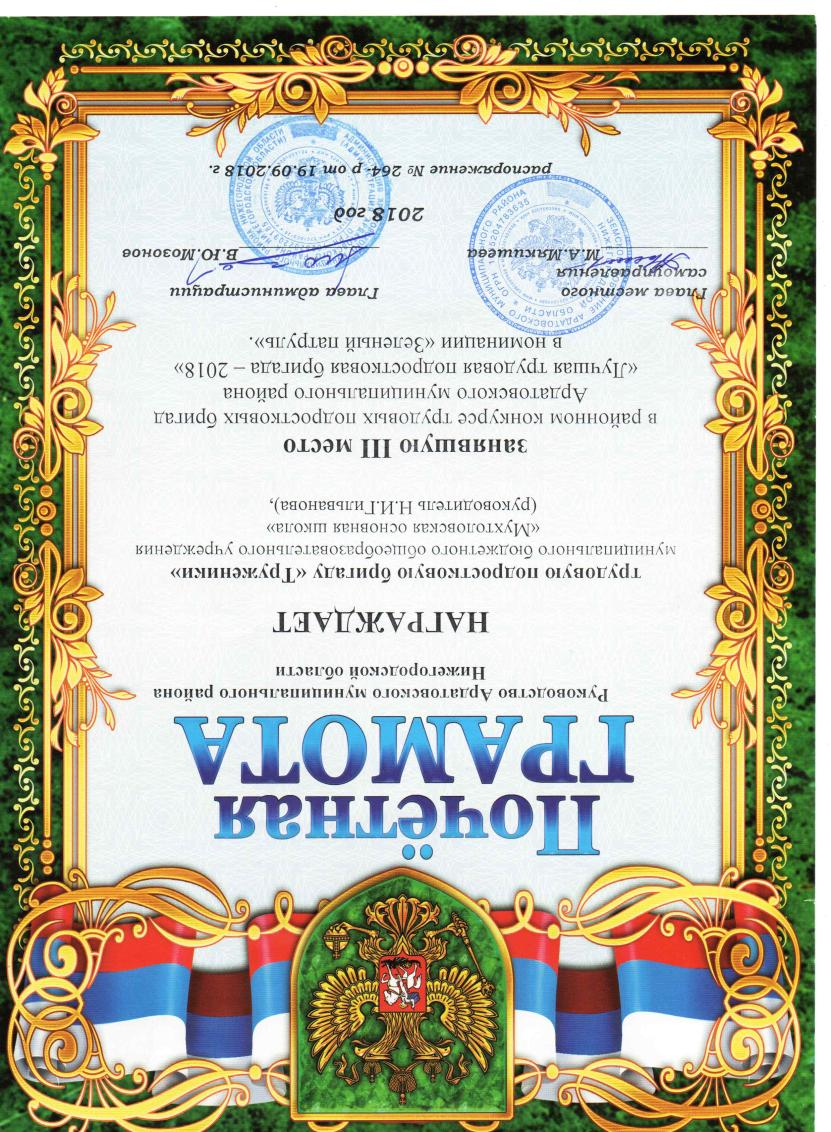 Почётная
ГРАМОТА
Руководство Ардатовского муниципального района
Нижегородской области
НАГРАЖДАЕТ
трудовую подростковую бригаду «Труженики»
муниципального бюджетного общеобразовательного учреждения
«Мухтоловская основная школа»
(руководитель Н.И.Гильванова),
занявшую III место
в районном конкурсе трудовых подростковых бригад
Ардатовского муниципального района
«Лучшая трудовая подростковая бригада – 2018»
в номинации «Зеленый патруль».
Глава местного
самоуправления
М.А.Мякишева
Глава администрации
В.Ю.Мозонов
2018 год
распоряжение № 264- р от 19.09.2018 г.